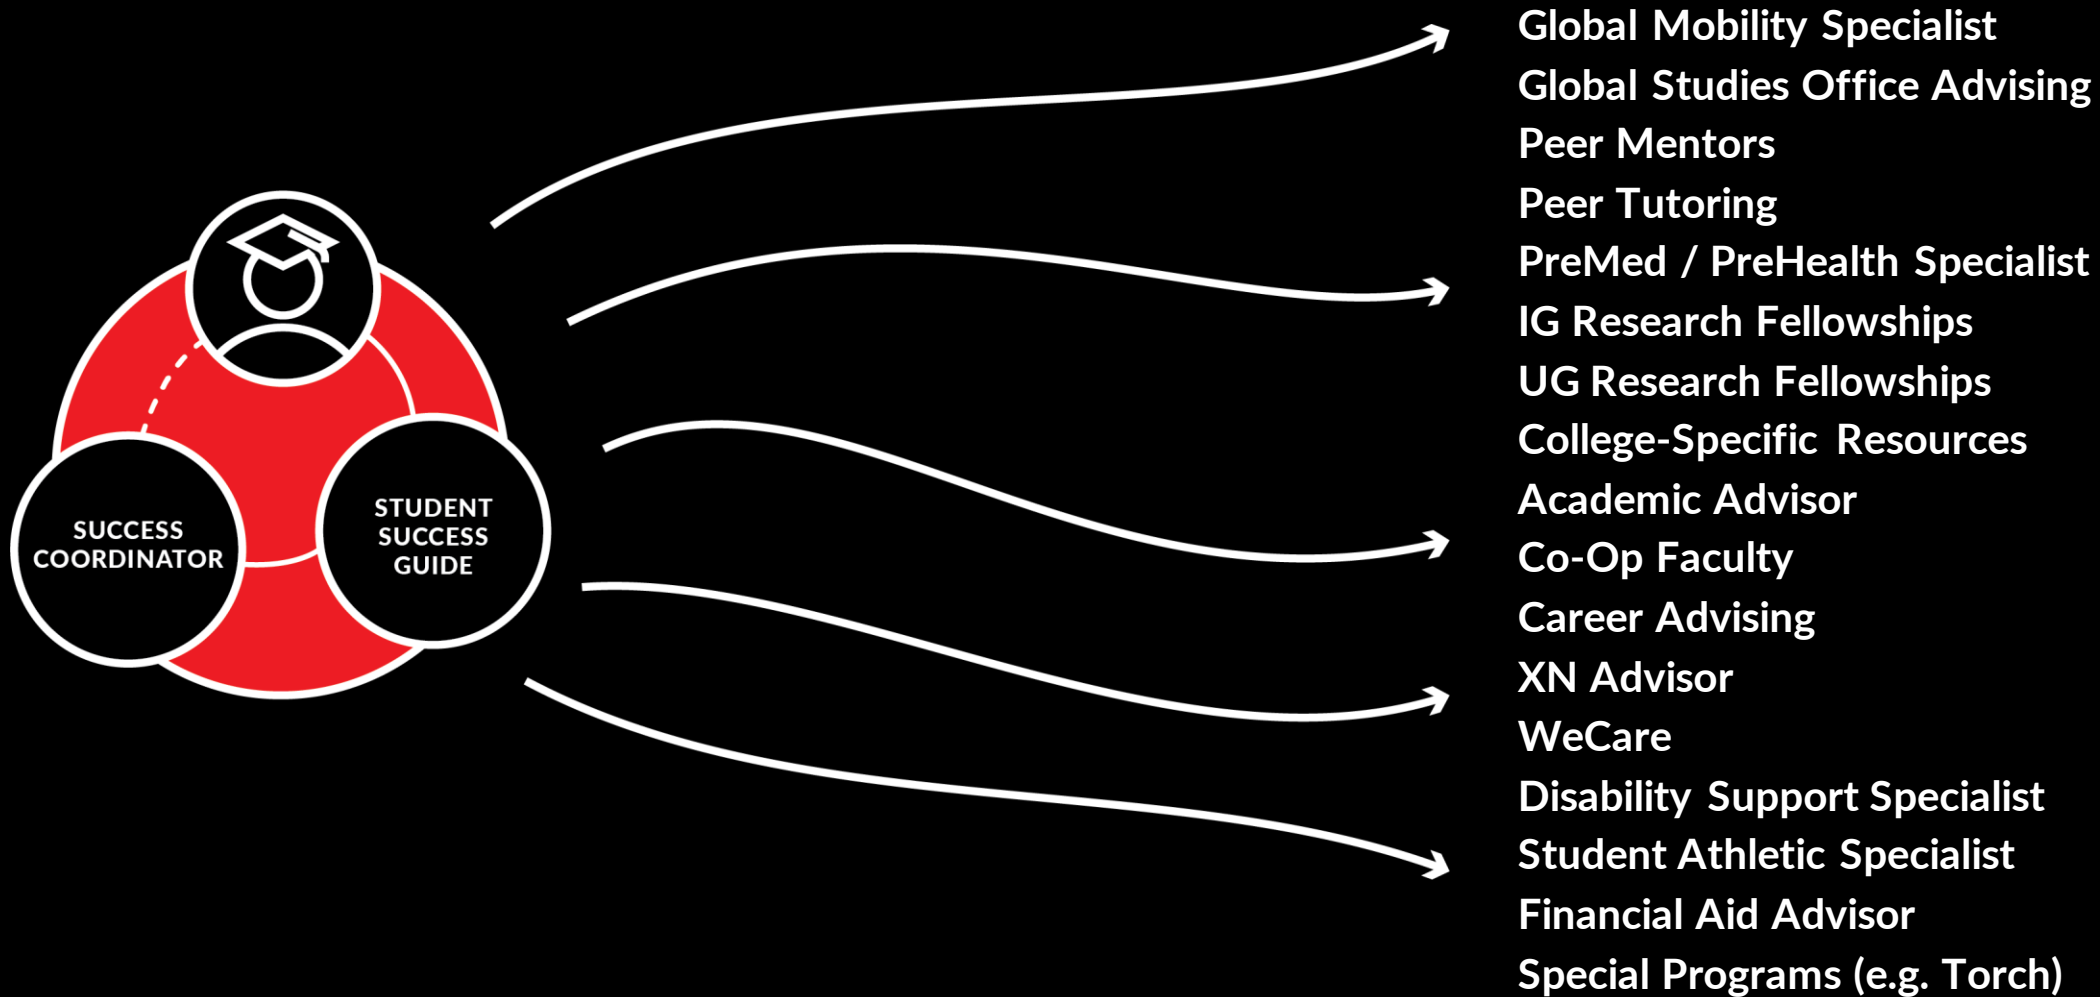 SUCCESS
COORDINATOR
STUDENT
SUCCESS
GUIDE
Global Mobility Specialist
Global Studies Office Advising
Peer Mentors
Peer Tutoring
PreMed / PreHealth Specialist
IG Research Fellowships
UG Research Fellowships
College-Specific Resources
Academic Advisor
Co-Op Faculty
Career Advising
XN Advisor
WeCare
Disability Support Specialist
Student Athletic Specialist
Financial Aid Advisor
Special Programs (e.g. Torch)